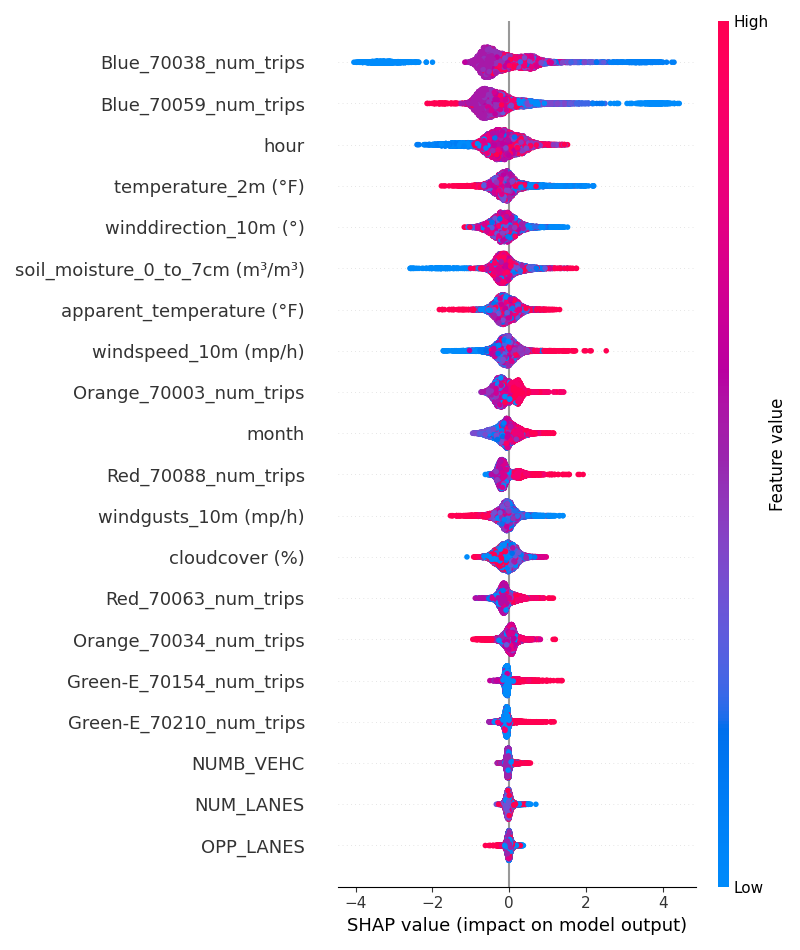 High
Blue_70038_num_trips
Blue_70059_num_trips
hour
temperature_2m (°F)
winddirection_10m (°)
soil_moisture_0_to_7cm (m³/m³)
apparent_temperature (°F)
windspeed_10m (mp/h)
Orange_70003_num_trips
month
Red_70088_num_trips
windgusts_10m (mp/h)
cloudcover (%)
Red_70063_num_trips
Orange_70034_num_trips
Green-E_70154_num_trips
Green-E_70210_num_trips
NUMB_VEHC
NUM_LANES
OPP_LANES
Feature value
Low
−4 −2 0 2 4
SHAP value (impact on model output)